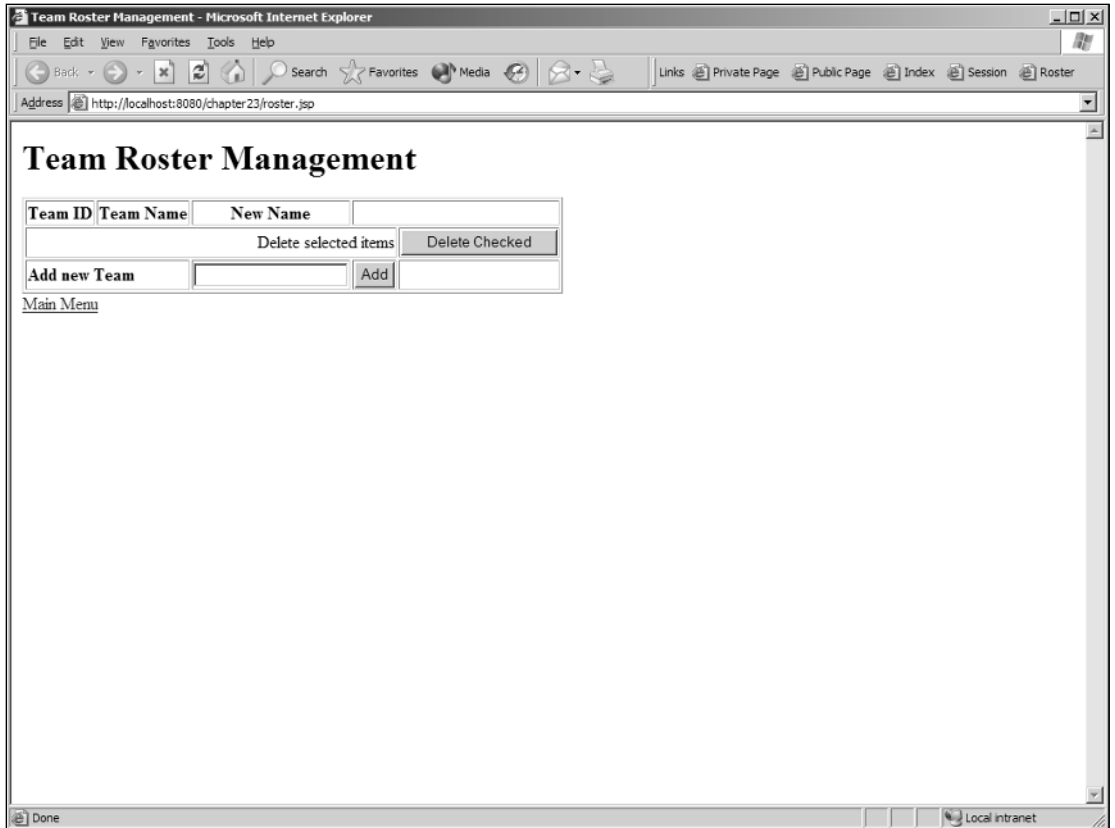 Team Roster Management - Microsoft Internet Explorer
File Edit View Favorites Tools Help
Back Search Favorites Media Links Private Page Public Page Index Session Roster
Address http://localhost:8080/chapter23/roster.jsp
Team Roster Management
Team ID Team Name New Name
Delete selected items Delete Checked
Add new Team Add
Main Menu
Done Local intranet